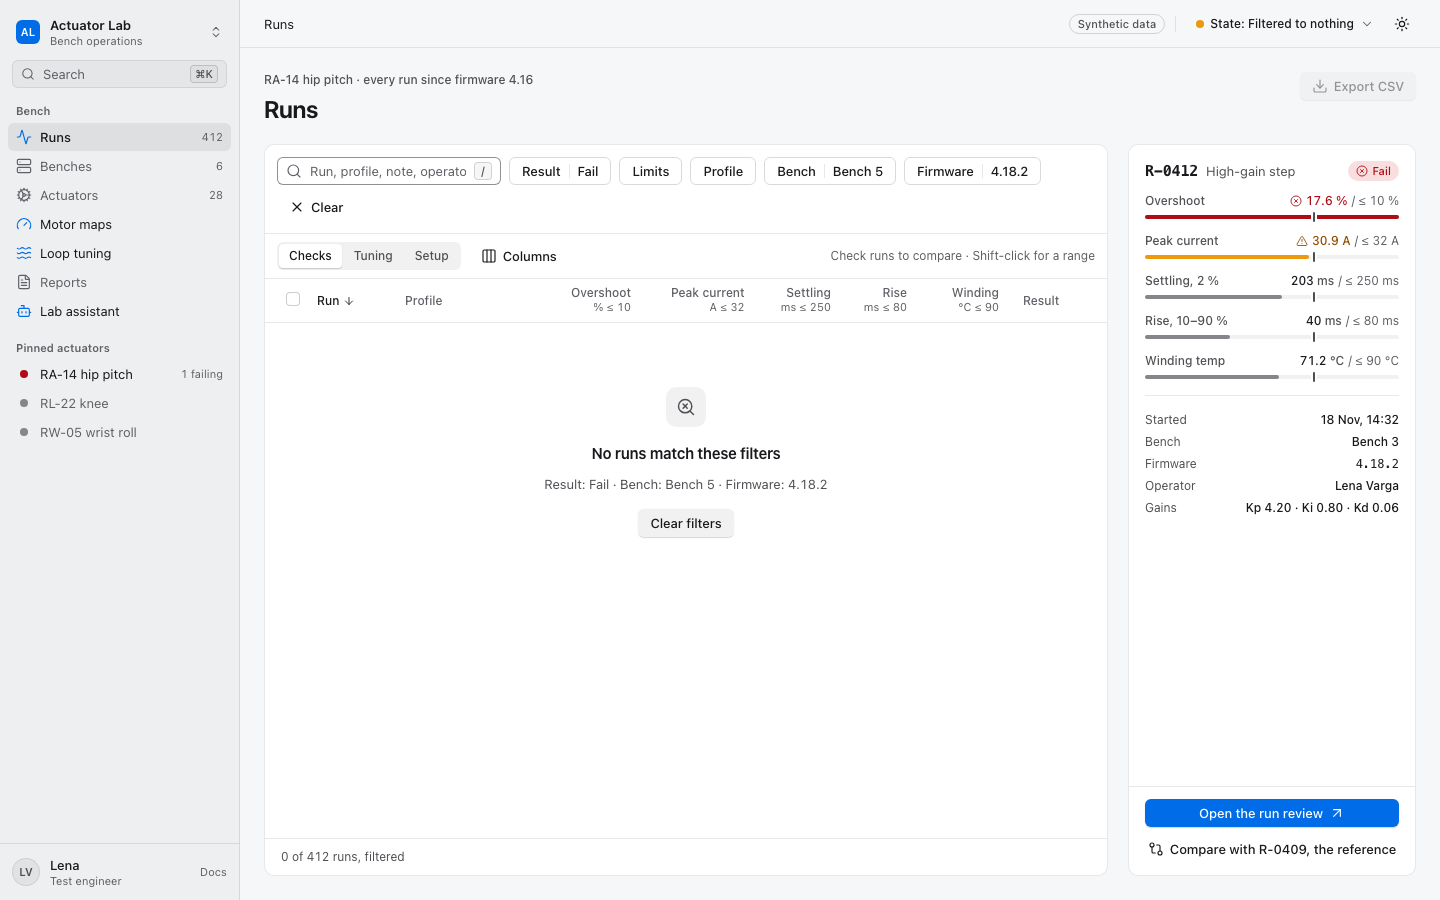 AL
Actuator Lab
Bench operations
Search
⌘K
Bench
Runs 412
Benches 6
Actuators 28
Motor maps
Loop tuning
Reports
Lab assistant
Pinned actuators
RA-14 hip pitch 1 failing
RL-22 knee
RW-05 wrist roll
LV
Lena
Test engineer
Docs
Runs
Synthetic data
State: Filtered to nothing
RA-14 hip pitch · every run since firmware 4.16
Runs
Export CSV
Run, profile, note, operato /
Result Fail
Limits
Profile
Bench Bench 5
Firmware 4.18.2
Clear
Checks Tuning Setup
Columns
Check runs to compare · Shift-click for a range
Run ↓
Profile
Overshoot
% ≤ 10
Peak current
A ≤ 32
Settling
ms ≤ 250
Rise
ms ≤ 80
Winding
°C ≤ 90
Result
No runs match these filters
Result: Fail · Bench: Bench 5 · Firmware: 4.18.2
Clear filters
0 of 412 runs, filtered
R−0412 High-gain step Fail
Overshoot 17.6 % / ≤ 10 %
Peak current 30.9 A / ≤ 32 A
Settling, 2 % 203 ms / ≤ 250 ms
Rise, 10–90 % 40 ms / ≤ 80 ms
Winding temp 71.2 °C / ≤ 90 °C
Started 18 Nov, 14:32
Bench Bench 3
Firmware 4.18.2
Operator Lena Varga
Gains Kp 4.20 · Ki 0.80 · Kd 0.06
Open the run review
Compare with R-0409, the reference